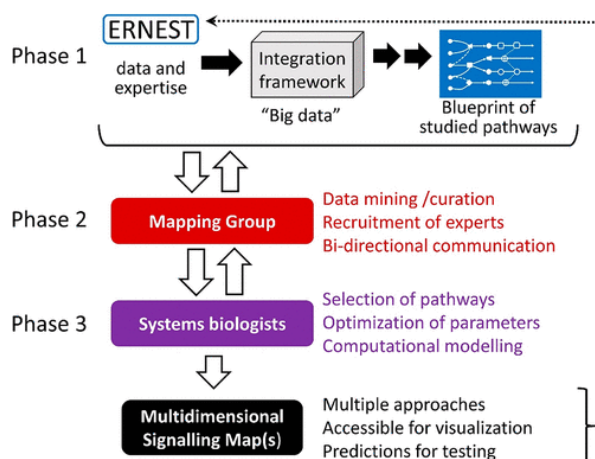 ERNEST
Phase 1
data and
expertise
Integration
framework
"Big data"
Blueprint of
studied pathways
Phase 2
Mapping Group
Data mining /curation
Recruitment of experts
Bi-directional communication
Phase 3
Systems biologists
Selection of pathways
Optimization of parameters
Computational modelling
Multidimensional
Signalling Map(s)
Multiple approaches
Accessible for visualization
Predictions for testing